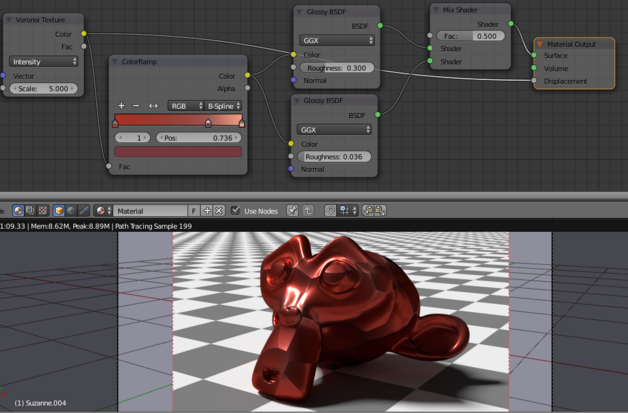 Voronoi Texture
Color
Fac
Intensity
Vector
Scale: 5.000
ColorRamp
Color
Alpha
RGB
B-Spline
1
Pos: 0.736
Fac
Glossy BSDF
BSDF
GGX
Color
Roughness: 0.300
Normal
Glossy BSDF
BSDF
GGX
Color
Roughness: 0.036
Normal
Mix Shader
Shader
Fac: 0.500
Shader
Shader
Material Output
Surface
Volume
Displacement
Material
F
Use Nodes
1:09.33 | Mem:8.62M, Peak:8.89M | Path Tracing Sample 199
(1) Suzanne.004